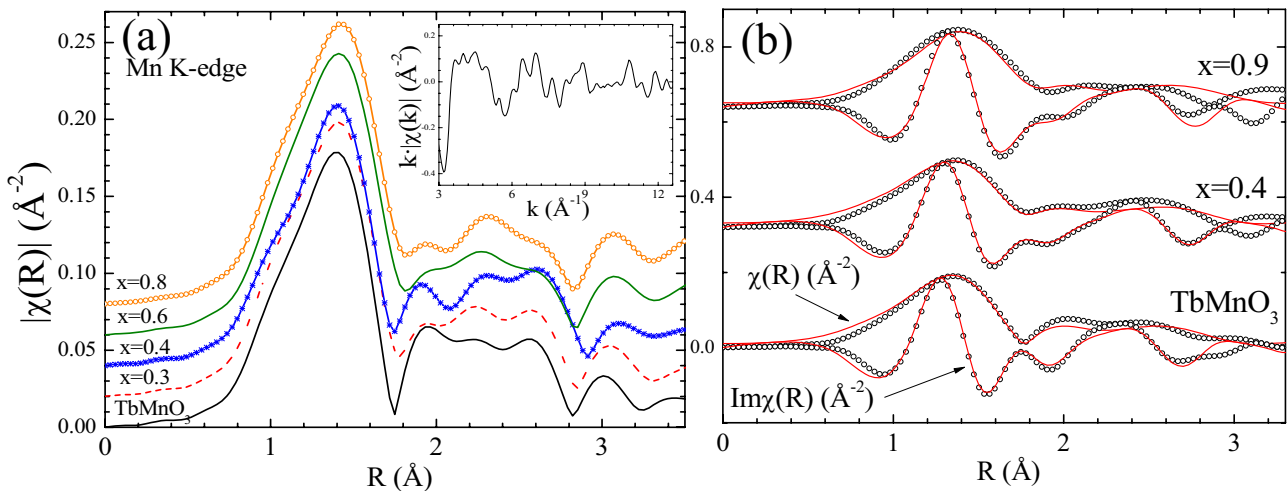 (a)
Mn K-edge
0.25
0.20
0.15
0.10
0.05
0.00
|χ(R)| (Å⁻²)
x=0.8
x=0.6
x=0.4
x=0.3
TbMnO₃
0 1 2 3
R (Å)
0.2
0.0
-0.2
-0.4
k·|χ(k)| (Å⁻²)
3 6 9 12
k (Å⁻¹)
(b)
0.8
0.4
0.0
x=0.9
x=0.4
χ(R) (Å⁻²)
TbMnO₃
Imχ(R) (Å⁻²)
0 1 2 3
R (Å)